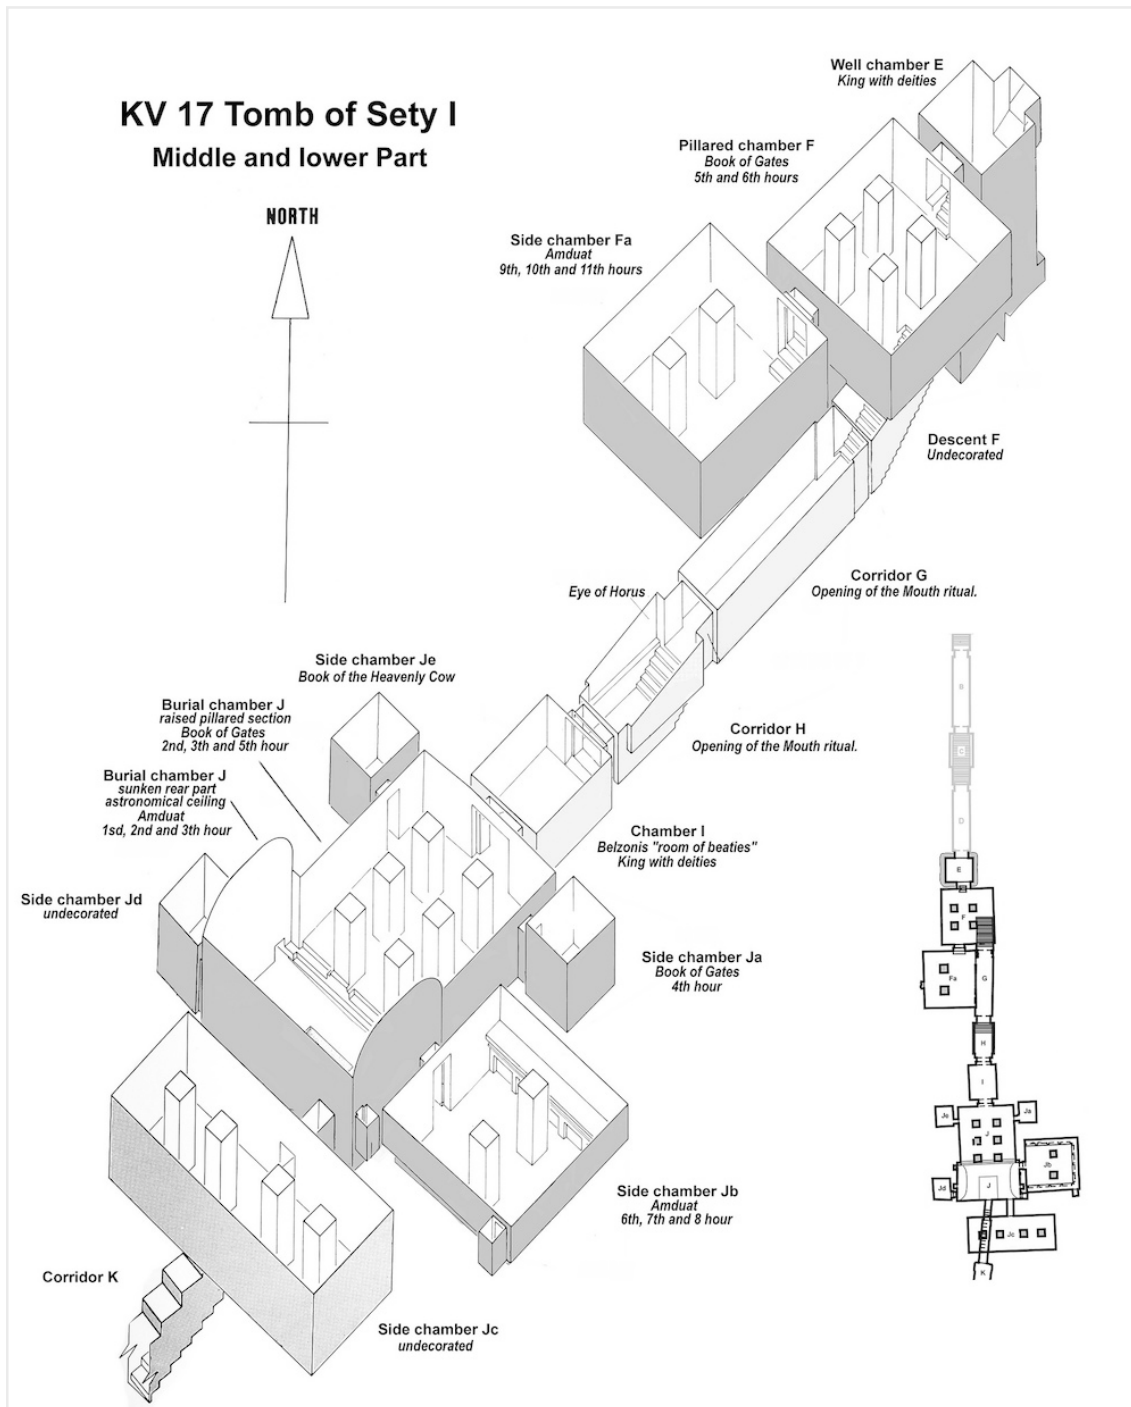 KV 17 Tomb of Sety I
Middle and lower Part
NORTH
Well chamber E
King with deities
Pillared chamber F
Book of Gates
5th and 6th hours
Side chamber Fa
Amduat
9th, 10th and 11th hours
Descent F
Undecorated
Corridor G
Opening of the Mouth ritual.
Eye of Horus
Corridor H
Opening of the Mouth ritual.
Side chamber Je
Book of the Heavenly Cow
Burial chamber J
raised pillared section
Book of Gates
2nd, 3th and 5th hour
Burial chamber J
sunken rear part
astronomical ceiling
Amduat
1sd, 2nd and 3th hour
Chamber I
Belzonis "room of beaties"
King with deities
Side chamber Jd
undecorated
Side chamber Ja
Book of Gates
4th hour
Side chamber Jb
Amduat
6th, 7th and 8 hour
Corridor K
Side chamber Jc
undecorated
D
E
F
Fa
G
H
I
Ja
J
Jb
Jd
J
Jc
K